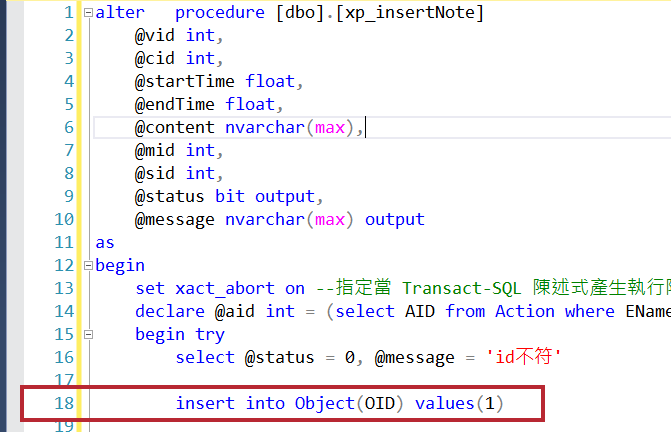 1 alter   procedure [dbo].[xp_insertNote]
2     @vid int,
3     @cid int,
4     @startTime float,
5     @endTime float,
6     @content nvarchar(max),
7     @mid int,
8     @sid int,
9     @status bit output,
10     @message nvarchar(max) output
11 as
12 begin
13     set xact_abort on --指定當 Transact-SQL 陳述式產生執行
14     declare @aid int = (select AID from Action where EName
15     begin try
16         select @status = 0, @message = 'id不符'
17
18         insert into Object(OID) values(1)
19